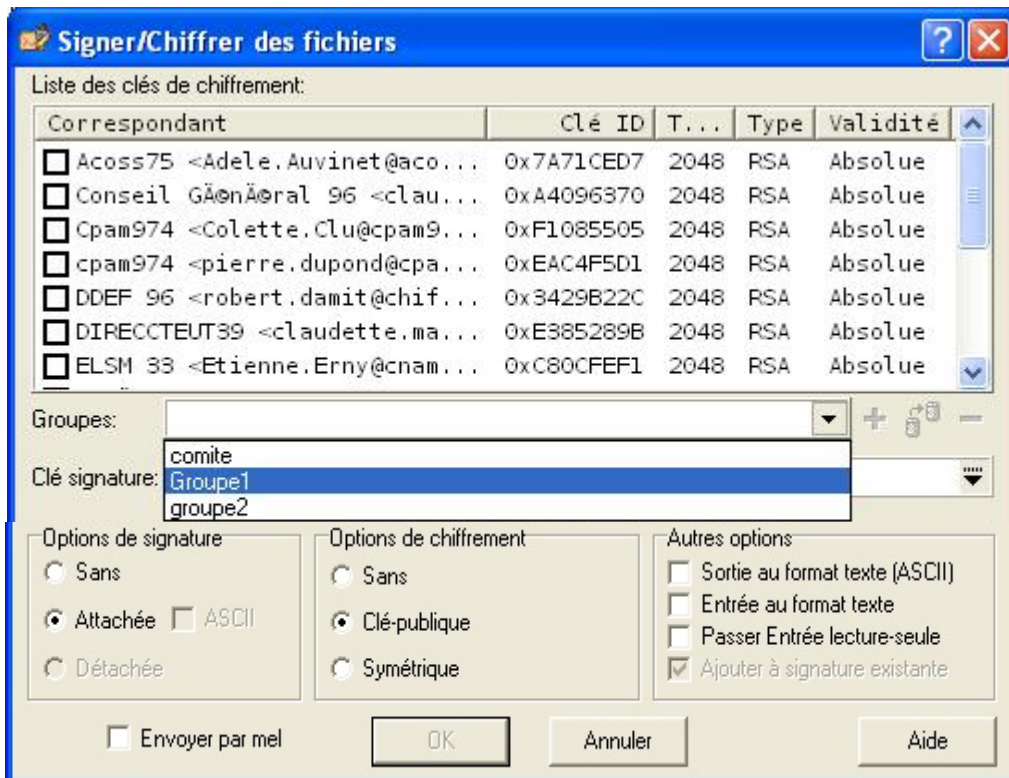 Signer/Chiffrer des fichiers
Liste des clés de chiffrement:
Correspondant Clé ID T... Type Validité
Acoss75 <Adele.Auvinet@aco... 0x7A71CED7 2048 RSA Absolue
Conseil GÃ©nÃ©ral 96 <clau... 0xA4096370 2048 RSA Absolue
Cpam974 <Colette.Clu@cpam9... 0xF1085505 2048 RSA Absolue
cpam974 <pierre.dupond@cpa... 0xEAC4F5D1 2048 RSA Absolue
DDEF 96 <robert.damit@chif... 0x3429B22C 2048 RSA Absolue
DIRECCTEUT39 <claudette.ma... 0xE385289B 2048 RSA Absolue
ELSM 33 <Etienne.Erny@cnam... 0xC80CFEF1 2048 RSA Absolue
Groupes:
comite
Clé signature: Groupe1
groupe2
Options de signature Options de chiffrement Autres options
Sans Sans Sortie au format texte (ASCII)
Entrée au format texte
Attachée ASCII Clé-publique Passer Entrée lecture-seule
Détachée Symétrique Ajouter à signature existante
Envoyer par mel OK Annuler Aide